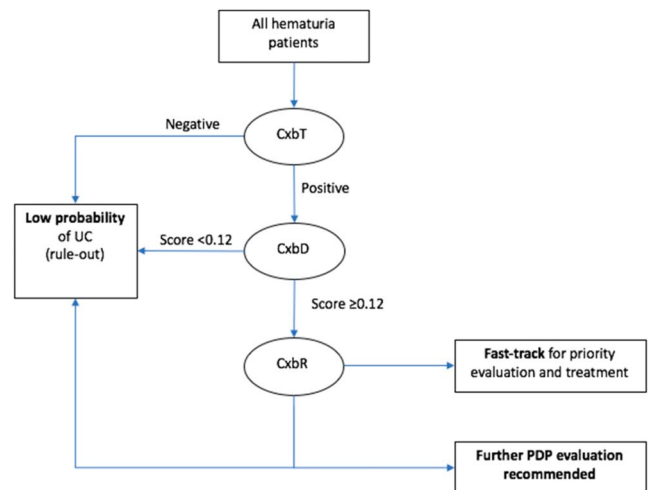 All hematuria
patients
CxbT
Negative
Positive
Low probability
of UC
(rule-out)
Score <0.12
CxbD
Score ≥0.12
CxbR
Fast-track for priority
evaluation and treatment
Further PDP evaluation
recommended